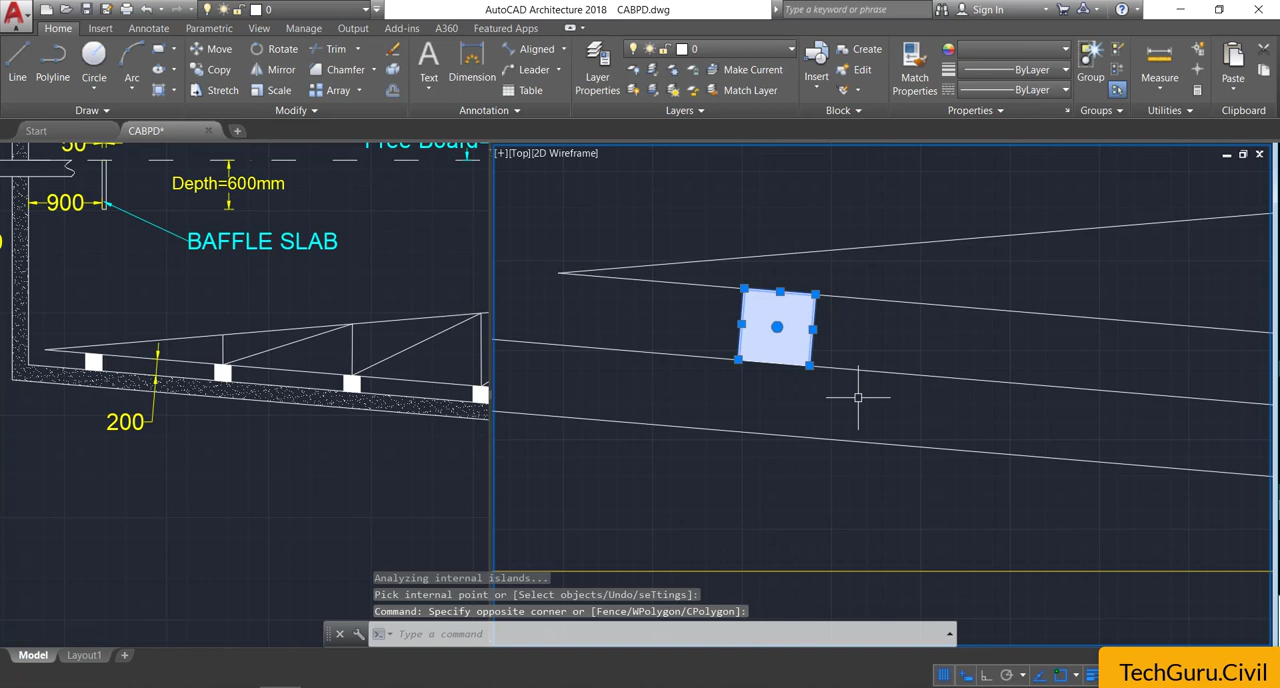 AutoCAD Architecture 2018 CABPD.dwg
0
Type a keyword or phrase
Sign In
Home Insert Annotate Parametric View Manage Output Add-ins A360 Featured Apps
Line
Polyline
Circle
Arc
Move
Rotate
Trim
Copy
Mirror
Chamfer
Stretch
Scale
Array
Text
Dimension
Aligned
Leader
Table
Layer Properties
0
Make Current
Match Layer
Insert
Create
Edit
Match Properties
ByLayer
ByLayer
Group
Measure
Paste
Draw
Modify
Annotation
Layers
Block
Properties
Groups
Utilities
Clipboard
Start
CABPD*
50
Free Board
[+][Top][2D Wireframe]
Depth=600mm
900
BAFFLE SLAB
200
Analyzing internal islands...
Pick internal point or [Select objects/Undo/seTtings]:
Command: Specify opposite corner or [Fence/WPolygon/CPolygon]:
Type a command
Model
Layout1
TechGuru.Civil